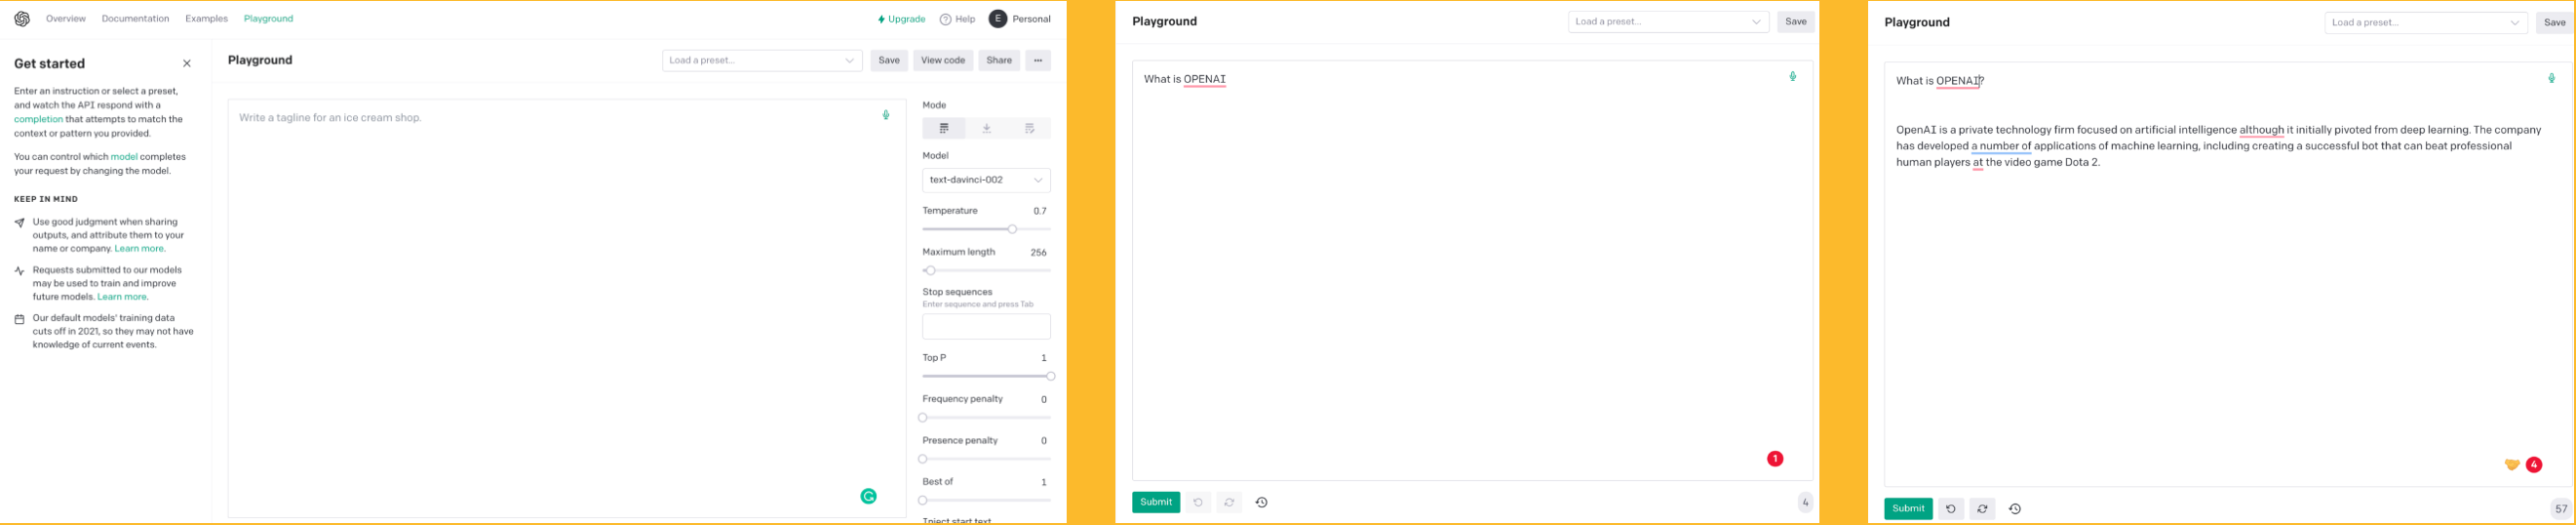 Overview Documentation Examples Playground
Upgrade Help E Personal
Get started
Enter an instruction or select a preset,
and watch the API respond with a
completion that attempts to match the
context or pattern you provided.
You can control which model completes
your request by changing the model.
KEEP IN MIND
Use good judgment when sharing
outputs, and attribute them to your
name or company. Learn more.
Requests submitted to our models
may be used to train and improve
future models. Learn more.
Our default models' training data
cuts off in 2021, so they may not have
knowledge of current events.
Playground
Load a preset...
Save
View code
Share
...
Write a tagline for an ice cream shop.
Mode
Model
text-davinci-002
Temperature 0.7
Maximum length 256
Stop sequences
Enter sequence and press Tab
Top P 1
Frequency penalty 0
Presence penalty 0
Best of 1
Inject start text
Playground
Load a preset...
Save
What is OPENAI
1
Submit
4
Playground
Load a preset...
Save
What is OPENAI?
OpenAI is a private technology firm focused on artificial intelligence although it initially pivoted from deep learning. The company
has developed a number of applications of machine learning, including creating a successful bot that can beat professional
human players at the video game Dota 2.
4
Submit
57